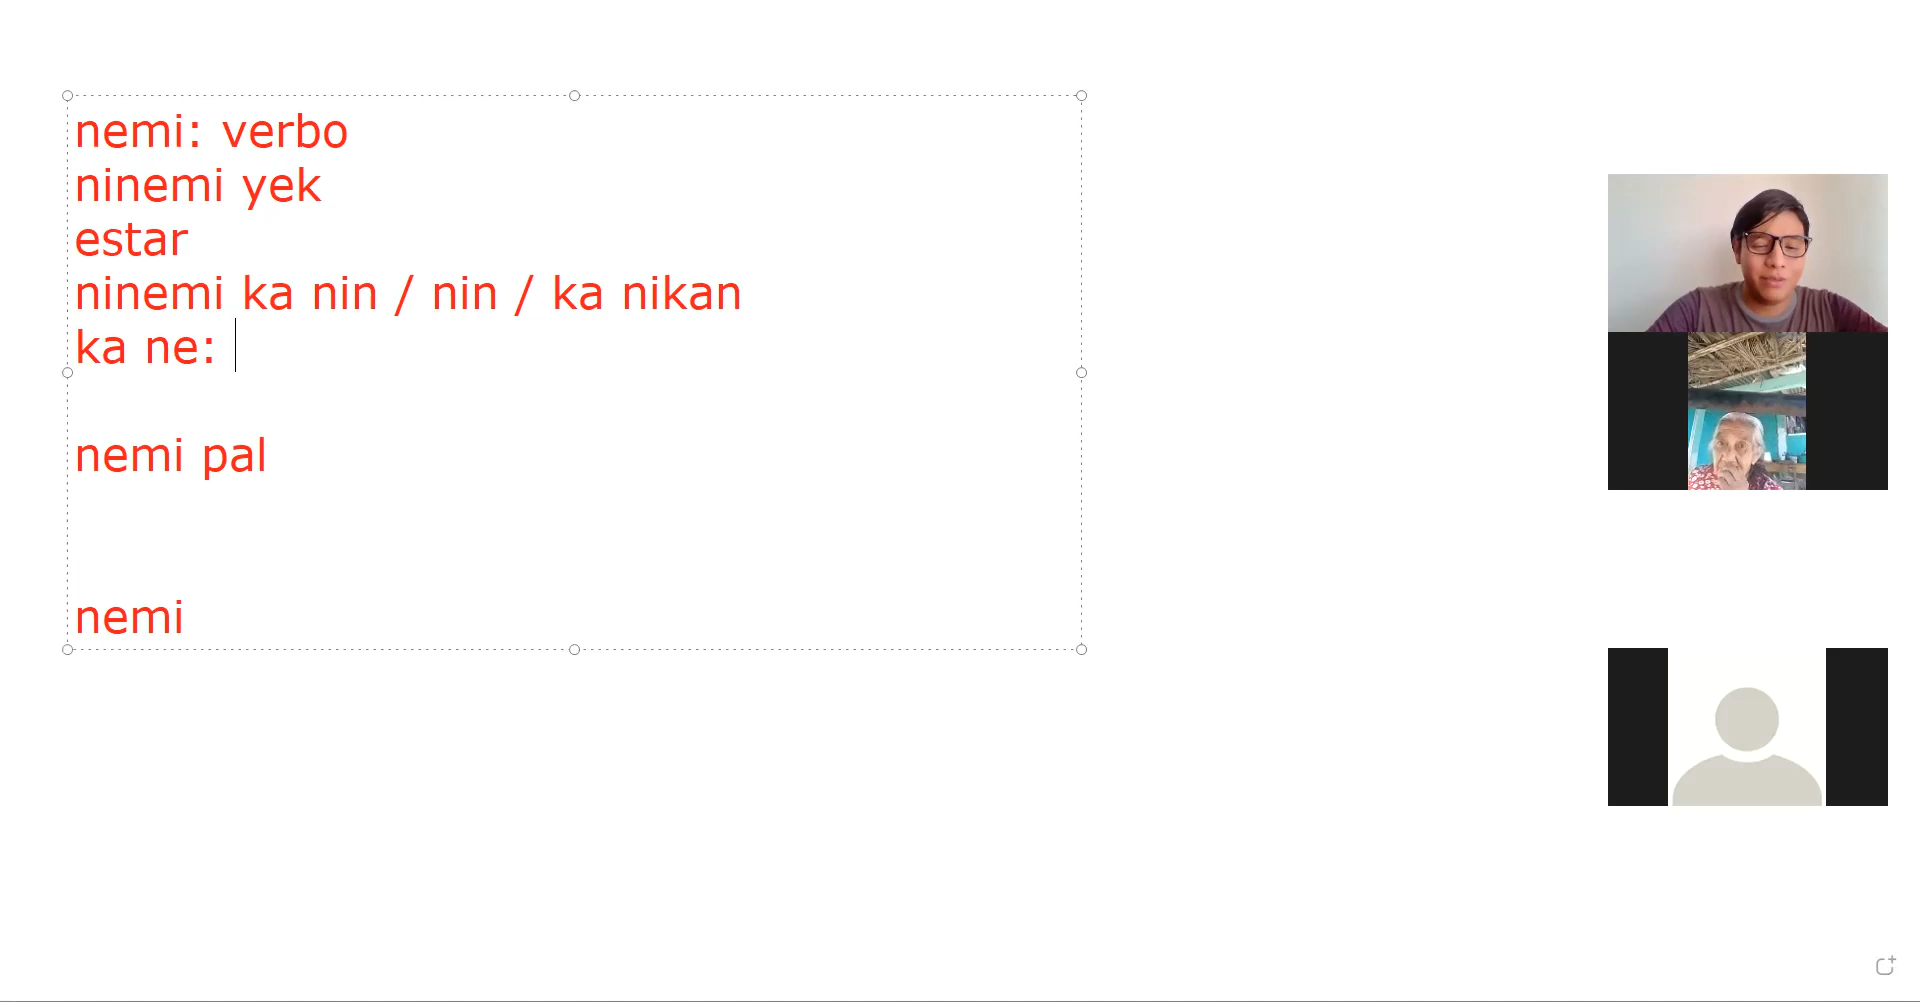 nemi: verbo
ninemi yek
estar
ninemi ka nin / nin / ka nikan
ka ne:
nemi pal
nemi